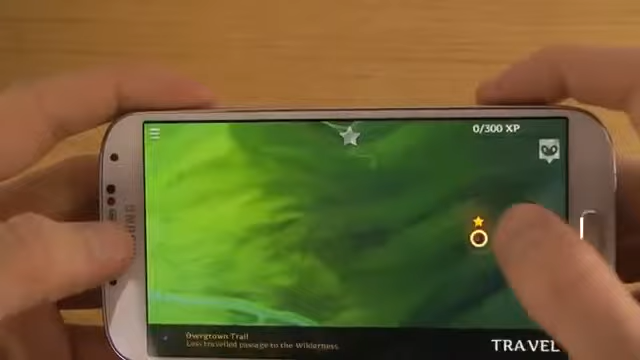 0/300 XP
SAMSUNG
Overgrown Trail
Less travelled passage to the Wilderness.
TRAVEL